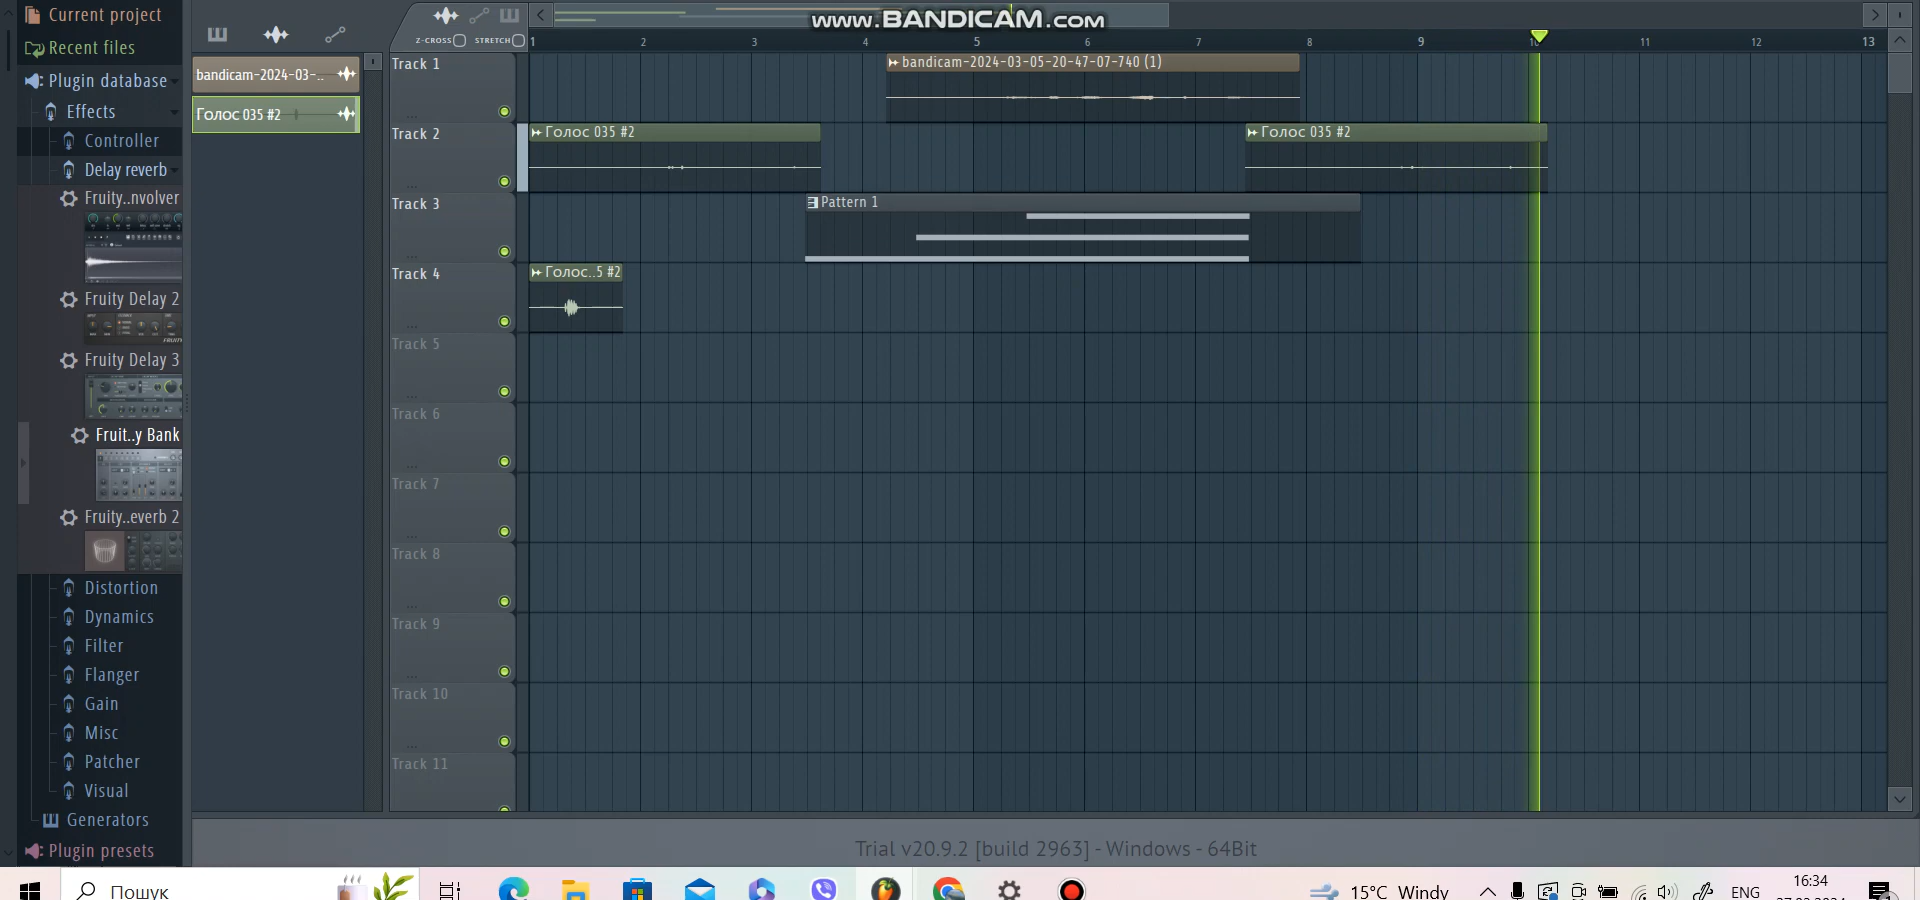 www.BANDICAM.com
Current project
Recent files
Plugin database
Effects
Controller
Delay reverb
Fruity..nvolver
Fruity Delay 2
Fruity Delay 3
Fruit..y Bank
Fruity..everb 2
Distortion
Dynamics
Filter
Flanger
Gain
Misc
Patcher
Visual
Generators
Plugin presets
bandicam-2024-03-..
Голос 035 #2
Z-CROSS STRETCH
1 2 3 4 5 6 7 8 9 10 11 12 13
Track 1
bandicam-2024-03-05-20-47-07-740 (1)
Track 2
Голос 035 #2
Голос 035 #2
Track 3
Pattern 1
Track 4
Голос..5 #2
Track 5
Track 6
Track 7
Track 8
Track 9
Track 10
Track 11
Trial v20.9.2 [build 2963] - Windows - 64Bit
Пошук
15°C Windy
ENG
16:34